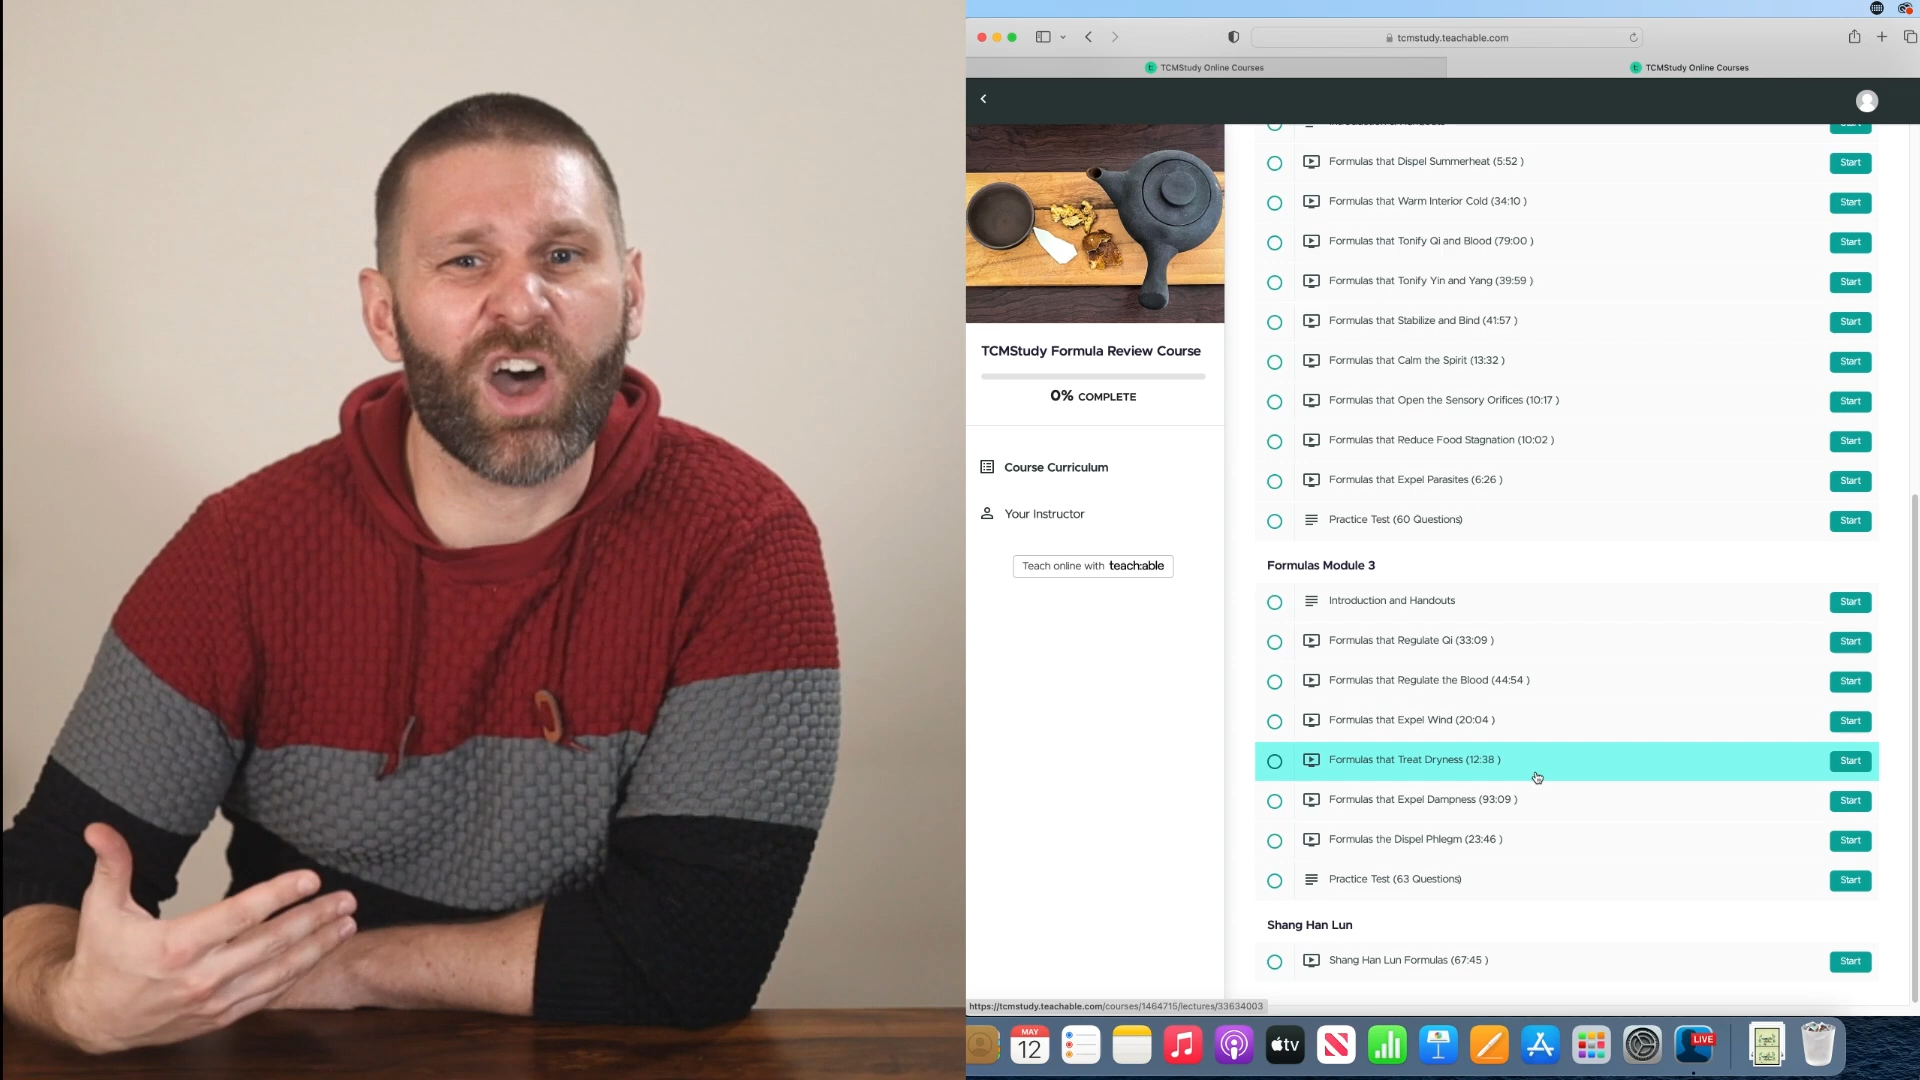 tcmstudy.teachable.com
TCMStudy Online Courses
TCMStudy Online Courses
Formulas that Dispel Summerheat (5:52 )
Start
Formulas that Warm Interior Cold (34:10 )
Start
Formulas that Tonify Qi and Blood (79:00 )
Start
Formulas that Tonify Yin and Yang (39:59 )
Start
Formulas that Stabilize and Bind (41:57 )
Start
Formulas that Calm the Spirit (13:32 )
Start
Formulas that Open the Sensory Orifices (10:17 )
Start
Formulas that Reduce Food Stagnation (10:02 )
Start
Formulas that Expel Parasites (6:26 )
Start
Practice Test (60 Questions)
Start
TCMStudy Formula Review Course
0% COMPLETE
Course Curriculum
Your Instructor
Teach online with teach:able
Formulas Module 3
Introduction and Handouts
Start
Formulas that Regulate Qi (33:09 )
Start
Formulas that Regulate the Blood (44:54 )
Start
Formulas that Expel Wind (20:04 )
Start
Formulas that Treat Dryness (12:38 )
Start
Formulas that Expel Dampness (93:09 )
Start
Formulas the Dispel Phlegm (23:46 )
Start
Practice Test (63 Questions)
Start
Shang Han Lun
Shang Han Lun Formulas (67:45 )
Start
https://tcmstudy.teachable.com/courses/1464715/lectures/33634003
MAY
12
tv
LIVE